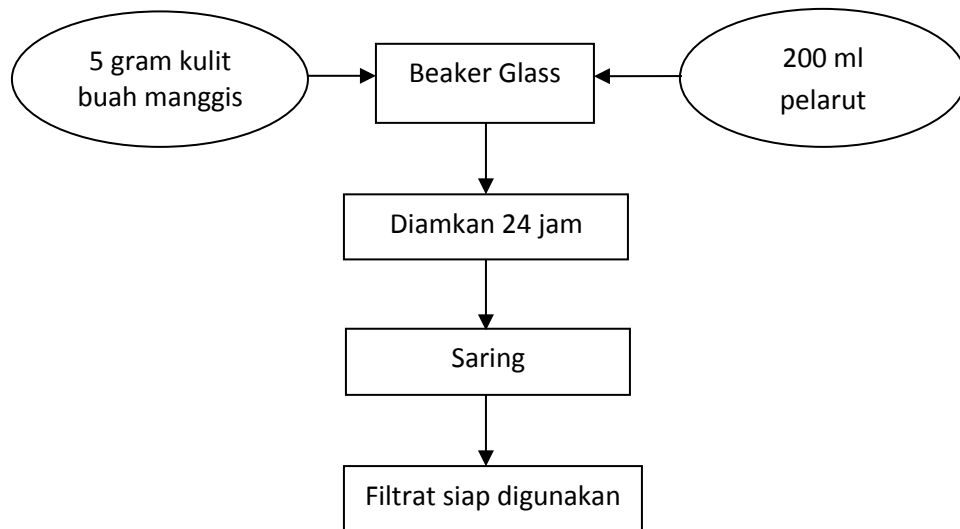 5 gram kulit
buah manggis
Beaker Glass
200 ml
pelarut
Diamkan 24 jam
Saring
Filtrat siap digunakan